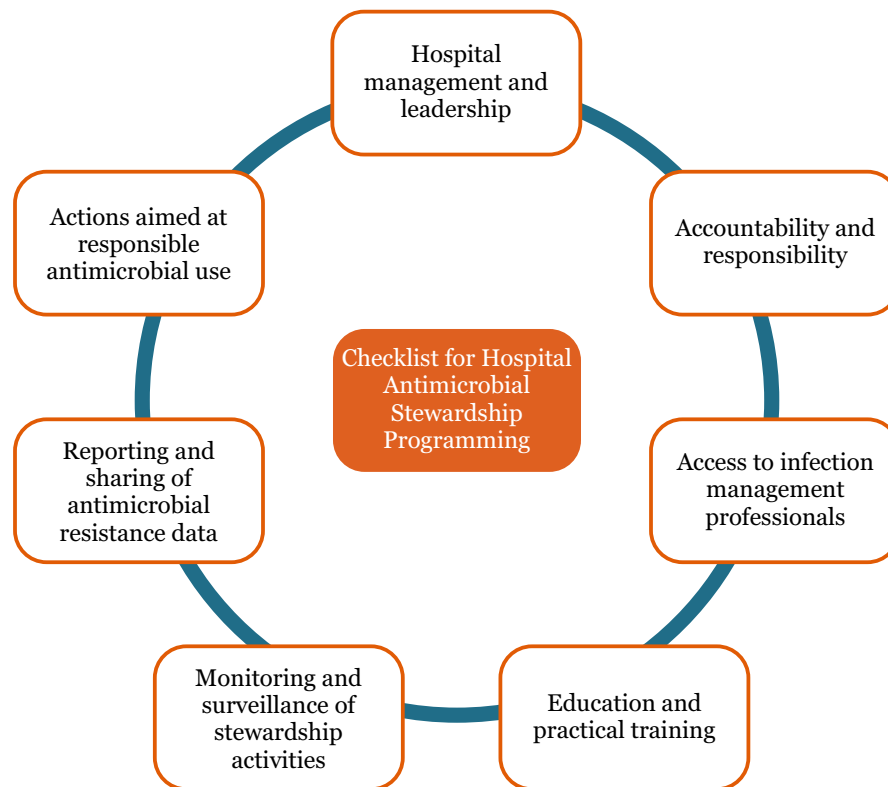 Hospital
management and
leadership
Accountability and
responsibility
Access to infection
management
professionals
Education and
practical training
Monitoring and
surveillance of
stewardship
activities
Reporting and
sharing of
antimicrobial
resistance data
Actions aimed at
responsible
antimicrobial use
Checklist for Hospital
Antimicrobial
Stewardship
Programming